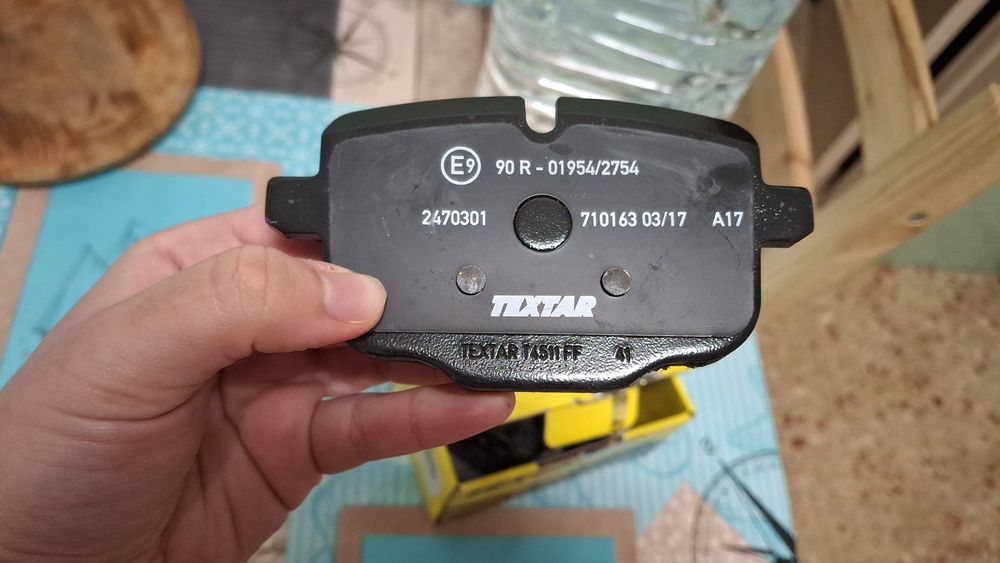 E9 90 R - 01954/2754
2470301 710163 03/17 A17
TEXTAR
TEXTAR T4511 FF 41